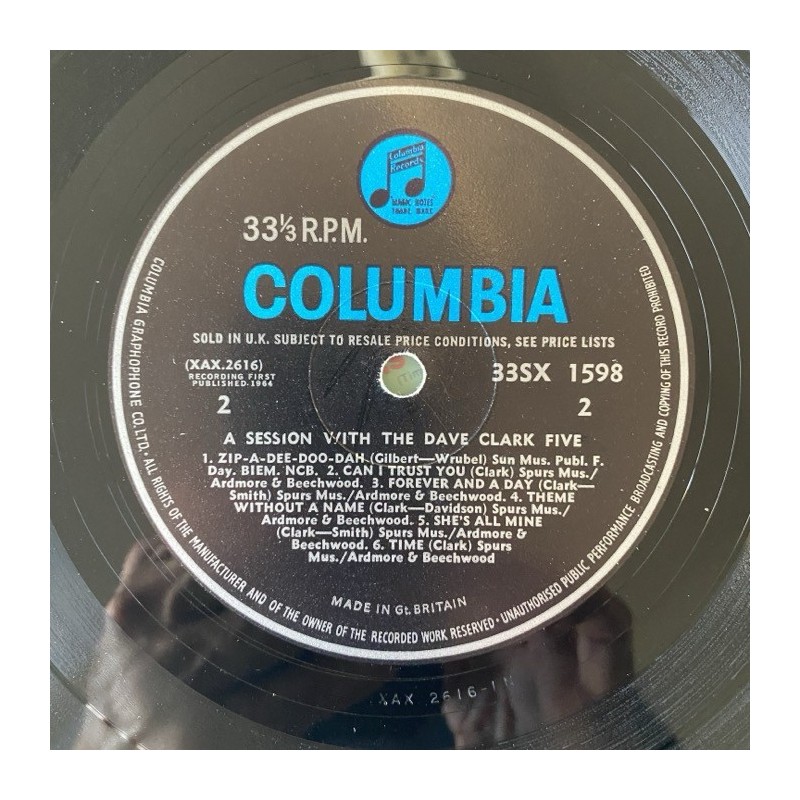 Columbia
Records
MAGIC NOTES
TRADE MARK
33⅓ R.P.M.
COLUMBIA
SOLD IN U.K. SUBJECT TO RESALE PRICE CONDITIONS, SEE PRICE LISTS
(XAX.2616)
RECORDING FIRST
PUBLISHED-1964
33SX 1598
2
2
A SESSION WITH THE DAVE CLARK FIVE
1. ZIP-A-DEE-DOO-DAH (Gilbert—Wrubel) Sun Mus. Publ. F.
Day. BIEM. NCB. 2. CAN I TRUST YOU (Clark) Spurs Mus./
Ardmore & Beechwood. 3. FOREVER AND A DAY (Clark—
Smith) Spurs Mus./Ardmore & Beechwood. 4. THEME
WITHOUT A NAME (Clark—Davidson) Spurs Mus./
Ardmore & Beechwood. 5. SHE'S ALL MINE
(Clark—Smith) Spurs Mus./Ardmore &
Beechwood. 6. TIME (Clark) Spurs
Mus./Ardmore & Beechwood
MADE IN Gt. BRITAIN
COLUMBIA GRAPHOPHONE CO. LTD. • ALL RIGHTS OF THE MANUFACTURER AND OF THE OWNER OF THE RECORDED WORK RESERVED • UNAUTHORISED PUBLIC PERFORMANCE BROADCASTING AND COPYING OF THIS RECORD PROHIBITED
XAX 2616-1N